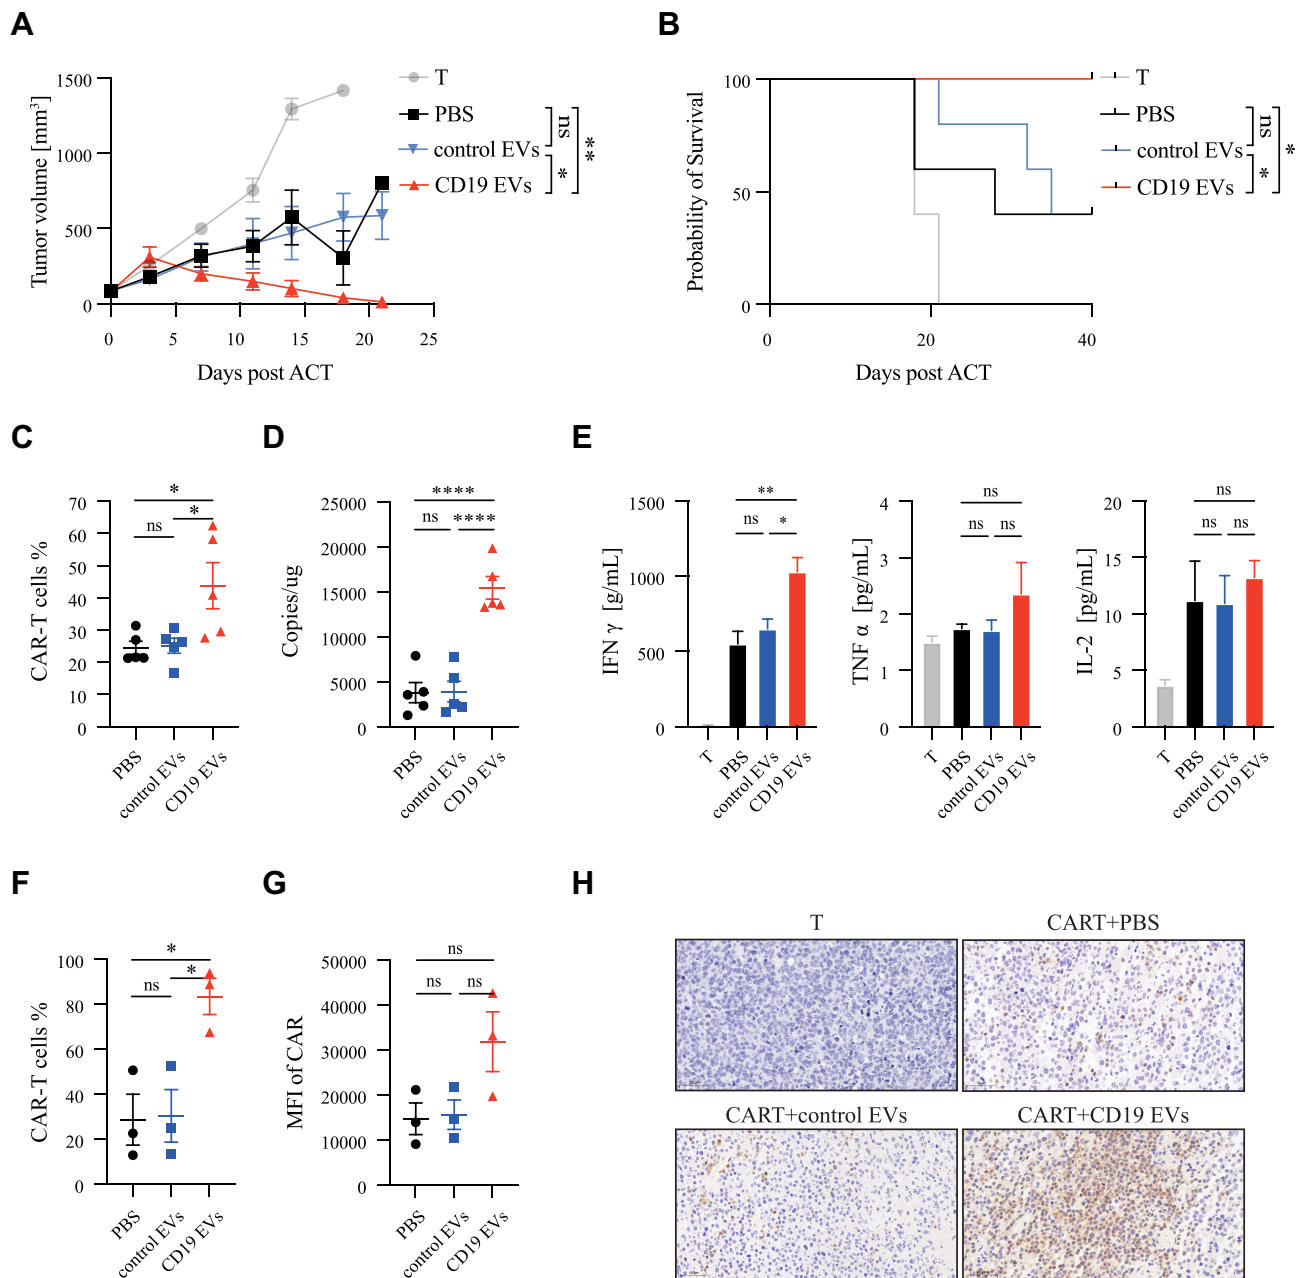 A
Tumor volume [mm³]
1500
1000
500
0
0 5 10 15 20 25
Days post ACT
T
PBS
control EVs
CD19 EVs
ns
*
**
B
Probability of Survival
100
50
0
0 20 40
Days post ACT
T
PBS
control EVs
CD19 EVs
ns
*
*
C
CAR-T cells %
70
60
50
40
30
20
10
0
*
ns *
PBS
control EVs
CD19 EVs
D
Copies/ug
25000
20000
15000
10000
5000
0
****
ns ****
PBS
control EVs
CD19 EVs
E
IFN γ [g/mL]
1500
1000
500
0
**
ns *
T
PBS
control EVs
CD19 EVs
TNF α [pg/mL]
4
3
2
1
0
ns
ns ns
T
PBS
control EVs
CD19 EVs
IL-2 [pg/mL]
20
15
10
5
0
ns
ns ns
T
PBS
control EVs
CD19 EVs
F
CAR-T cells %
100
80
60
40
20
0
*
ns *
PBS
control EVs
CD19 EVs
G
MFI of CAR
50000
40000
30000
20000
10000
0
ns
ns ns
PBS
control EVs
CD19 EVs
H
T
CART+PBS
CART+control EVs
CART+CD19 EVs